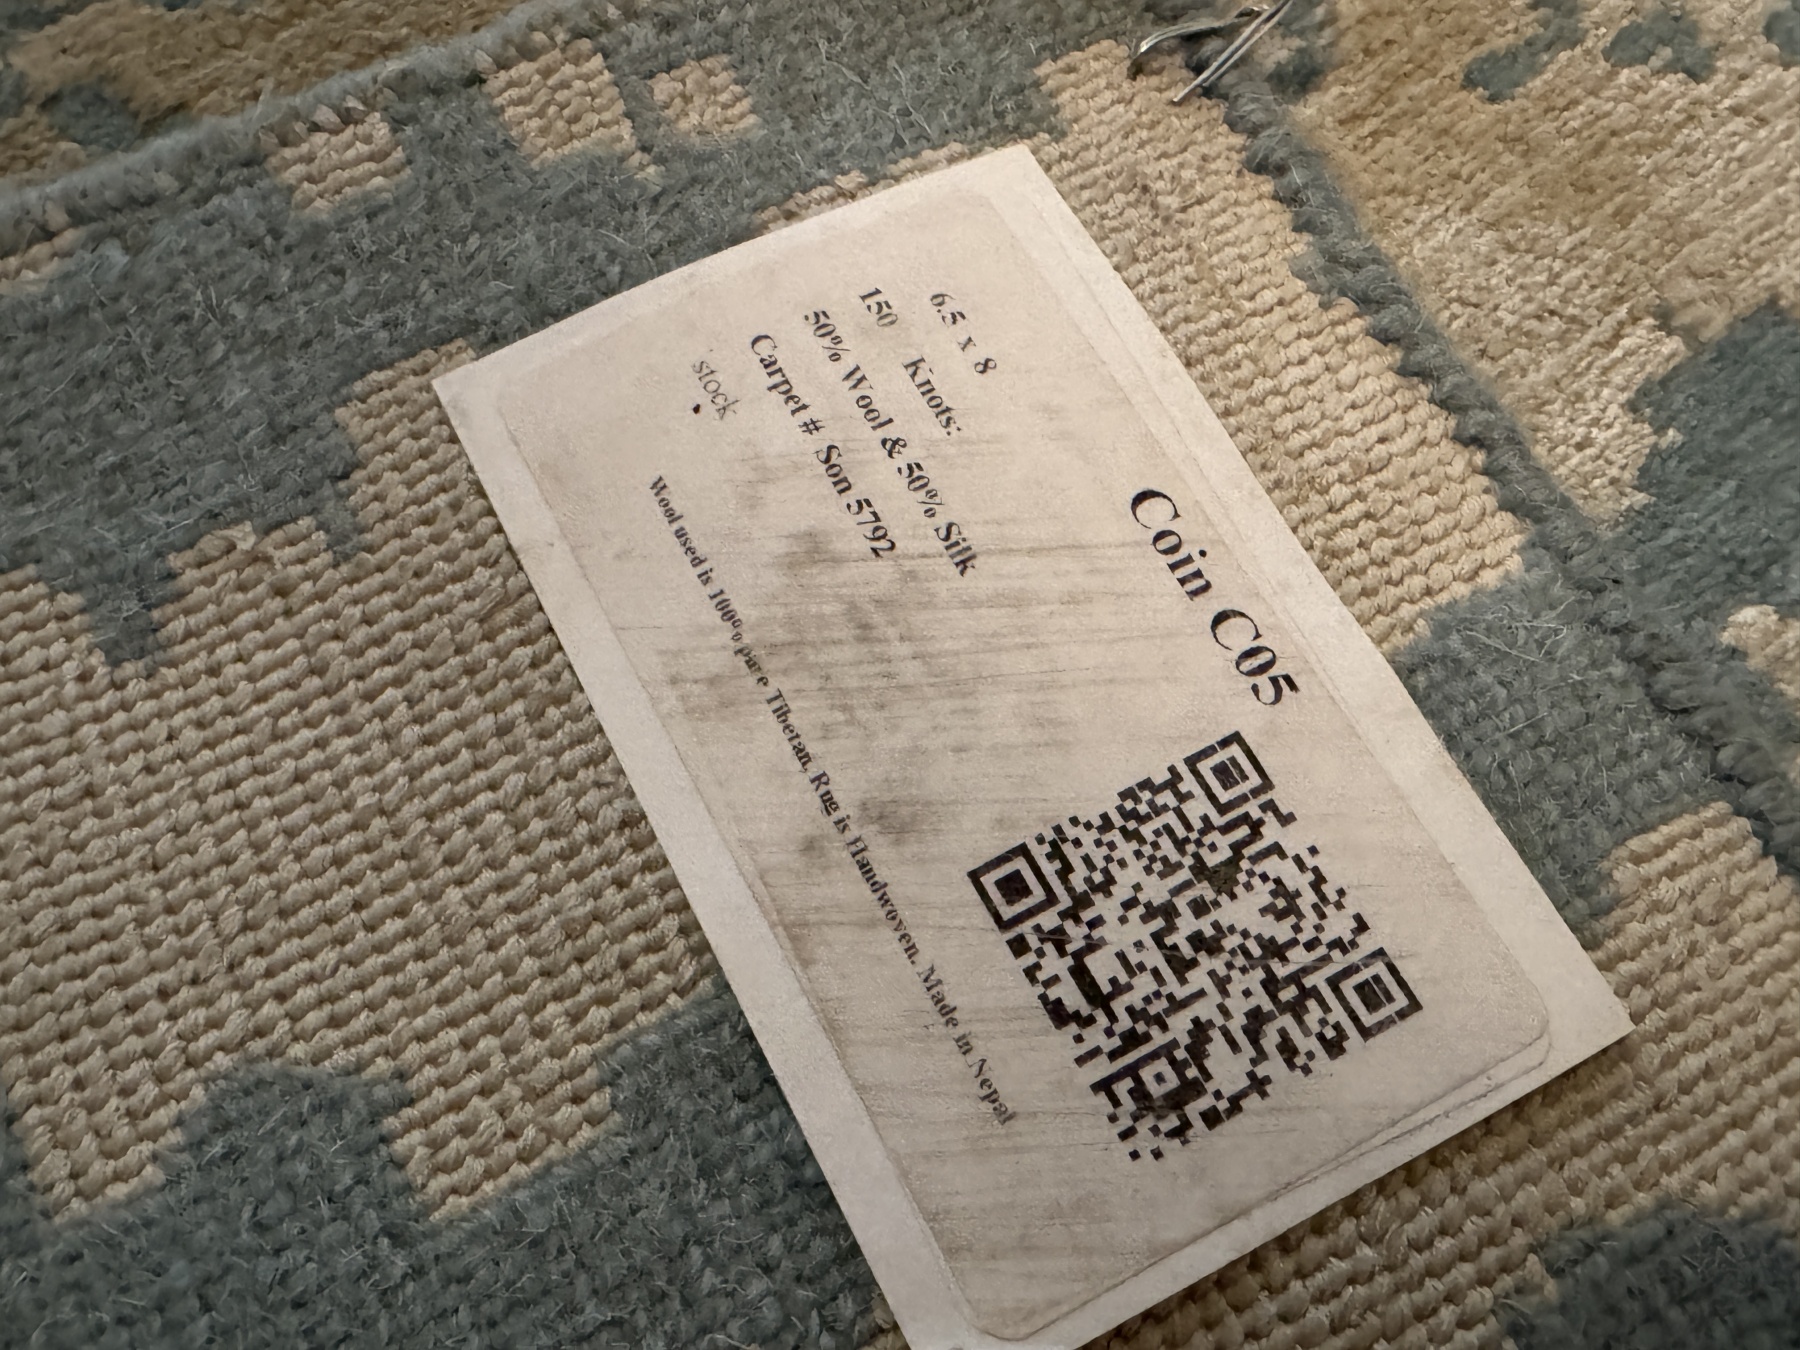 Coin C05
6.5 x 8
150 Knots:
50% Wool & 50% Silk
Carpet # Son 5792
stock
Wool used is 100% pure Tibetan, Rug is Handwoven. Made in Nepal